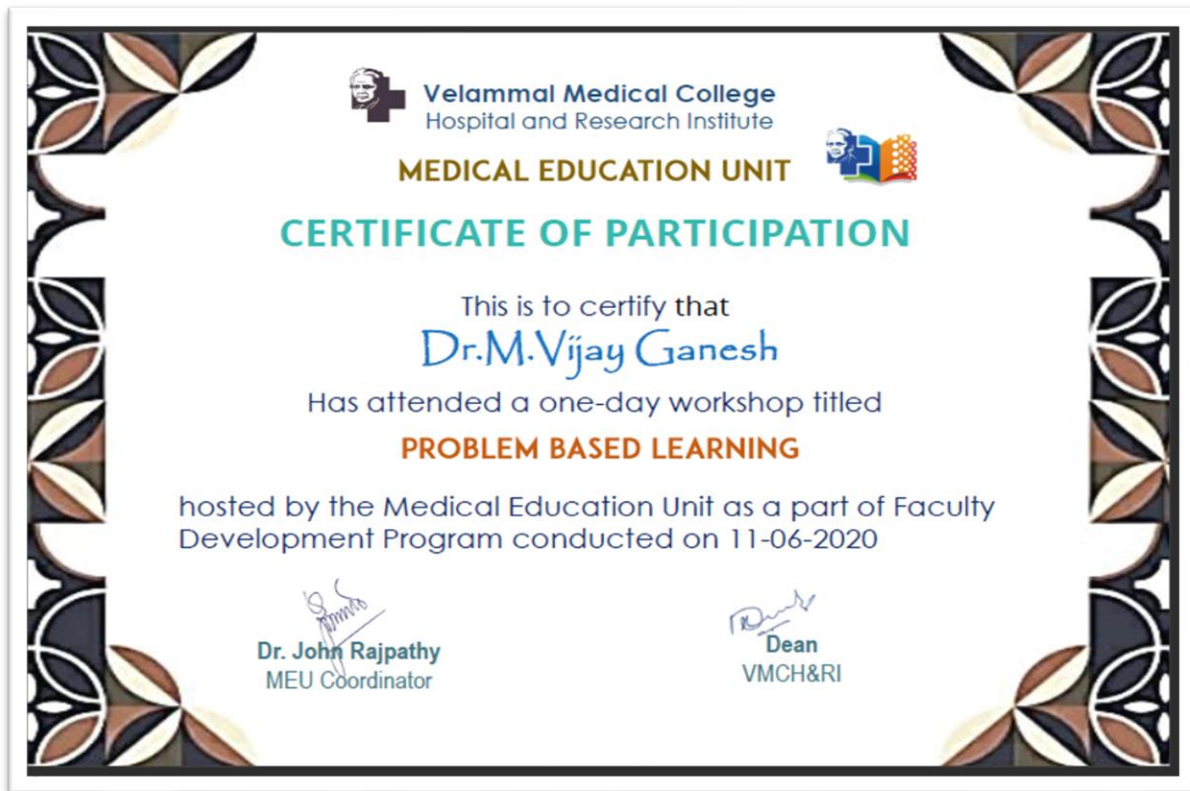 Velammal Medical College
Hospital and Research Institute
MEDICAL EDUCATION UNIT
CERTIFICATE OF PARTICIPATION
This is to certify that
Dr.M.Vijay Ganesh
Has attended a one-day workshop titled
PROBLEM BASED LEARNING
hosted by the Medical Education Unit as a part of Faculty
Development Program conducted on 11-06-2020
Dr. John Rajpathy
MEU Coordinator
Dean
VMCH&RI